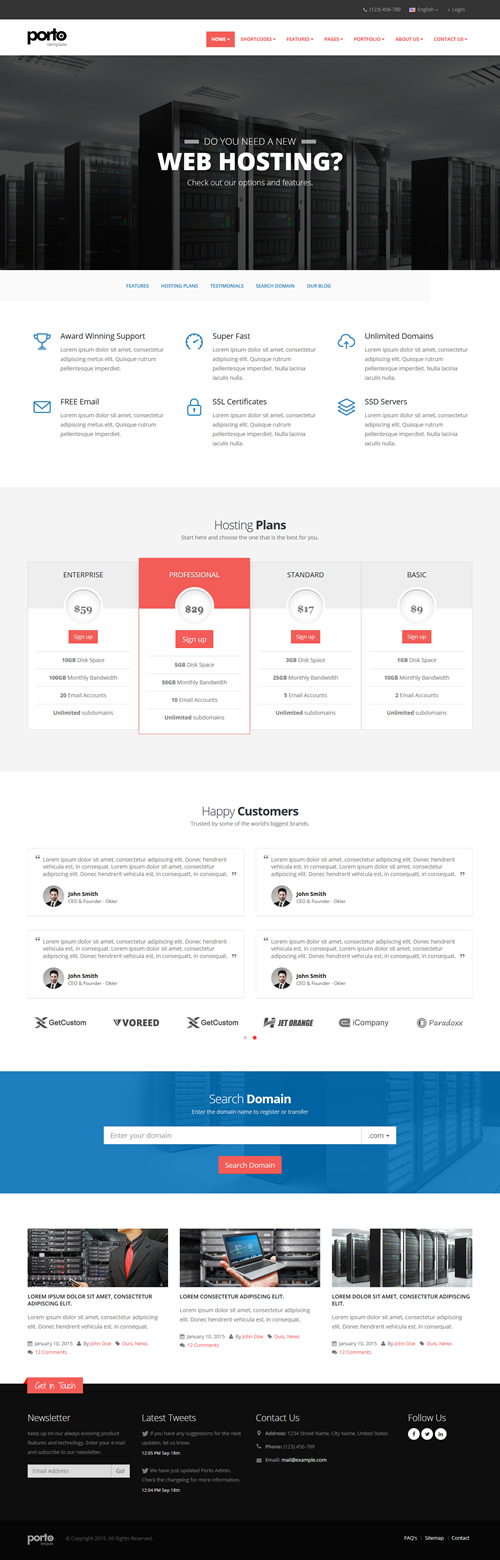 (123) 456-789 English Login
porto
template
HOME SHORTCODES FEATURES PAGES PORTFOLIO ABOUT US CONTACT US
DO YOU NEED A NEW
WEB HOSTING?
Check out our options and features.
FEATURES HOSTING PLANS TESTIMONIALS SEARCH DOMAIN OUR BLOG
Award Winning Support
Lorem ipsum dolor sit amet, consectetur
adipiscing metus elit. Quisque rutrum
pellentesque imperdiet.
Super Fast
Lorem ipsum dolor sit amet, consectetur
adipiscing elit. Quisque rutrum
pellentesque imperdiet. Nulla lacinia
iaculis nulla.
Unlimited Domains
Lorem ipsum dolor sit amet, consectetur
adipiscing elit. Quisque rutrum
pellentesque imperdiet. Nulla lacinia
iaculis nulla.
FREE Email
Lorem ipsum dolor sit amet, consectetur
adipiscing metus elit. Quisque rutrum
pellentesque imperdiet.
SSL Certificates
Lorem ipsum dolor sit amet, consectetur
adipiscing elit. Quisque rutrum
pellentesque imperdiet. Nulla lacinia
iaculis nulla.
SSD Servers
Lorem ipsum dolor sit amet, consectetur
adipiscing elit. Quisque rutrum
pellentesque imperdiet. Nulla lacinia
iaculis nulla.
Hosting Plans
Start here and choose the one that is the best for you.
ENTERPRISE
$59
Sign up
10GB Disk Space
100GB Monthly Bandwidth
20 Email Accounts
Unlimited subdomains
PROFESSIONAL
$29
Sign up
5GB Disk Space
50GB Monthly Bandwidth
10 Email Accounts
Unlimited subdomains
STANDARD
$17
Sign up
3GB Disk Space
25GB Monthly Bandwidth
5 Email Accounts
Unlimited subdomains
BASIC
$9
Sign up
1GB Disk Space
10GB Monthly Bandwidth
2 Email Accounts
Unlimited subdomains
Happy Customers
Trusted by some of the world's biggest brands.
“ Lorem ipsum dolor sit amet, consectetur adipiscing elit. Donec hendrerit
vehicula est, in consequat. Lorem ipsum dolor sit amet, consectetur
adipiscing elit. Donec hendrerit vehicula est, in consequatt, in consequat. ”
John Smith
CEO & Founder - Okler
“ Lorem ipsum dolor sit amet, consectetur adipiscing elit. Donec hendrerit
vehicula est, in consequat. Lorem ipsum dolor sit amet, consectetur
adipiscing elit. Donec hendrerit vehicula est, in consequatt, in consequat. ”
John Smith
CEO & Founder - Okler
“ Lorem ipsum dolor sit amet, consectetur adipiscing elit. Donec hendrerit
vehicula est, in consequat. Lorem ipsum dolor sit amet, consectetur
adipiscing elit. Donec hendrerit vehicula est, in consequatt, in consequat. ”
John Smith
CEO & Founder - Okler
“ Lorem ipsum dolor sit amet, consectetur adipiscing elit. Donec hendrerit
vehicula est, in consequat. Lorem ipsum dolor sit amet, consectetur
adipiscing elit. Donec hendrerit vehicula est, in consequatt, in consequat. ”
John Smith
CEO & Founder - Okler
GetCustom VOREED GetCustom JET ORANGE iCompany Paradoxx
Search Domain
Enter the domain name to register or transfer
Enter your domain .com
Search Domain
LOREM IPSUM DOLOR SIT AMET, CONSECTETUR
ADIPISCING ELIT.
Lorem ipsum dolor sit amet, consectetur adipiscing
elit. Donec hendrerit vehicula est, in consequat.
January 10, 2015 By John Doe Duis, News
12 Comments
LOREM CONSECTETUR ADIPISCING ELIT.
Lorem ipsum dolor sit amet, consectetur adipiscing
elit. Donec hendrerit vehicula est, in consequat.
January 10, 2015 By John Doe Duis, News
12 Comments
LOREM IPSUM DOLOR SIT AMET, CONSECTETUR ADIPISCING
ELIT.
Lorem ipsum dolor sit amet, consectetur adipiscing
elit. Donec hendrerit vehicula est, in consequat.
January 10, 2015 By John Doe Duis, News
12 Comments
Get in Touch
Newsletter
Keep up on our always evolving product
features and technology. Enter your e-mail
and subscribe to our newsletter.
Email Address Go!
Latest Tweets
If you have any suggestions for the next
updates, let us know.
12:05 PM Sep 18th
We have just updated Porto Admin.
Check the changelog for more information.
12:04 PM Sep 18th
Contact Us
Address: 1234 Street Name, City Name, United States
Phone: (123) 456-789
Email: mail@example.com
Follow Us
porto
template
© Copyright 2015. All Rights Reserved.
FAQ's Sitemap Contact